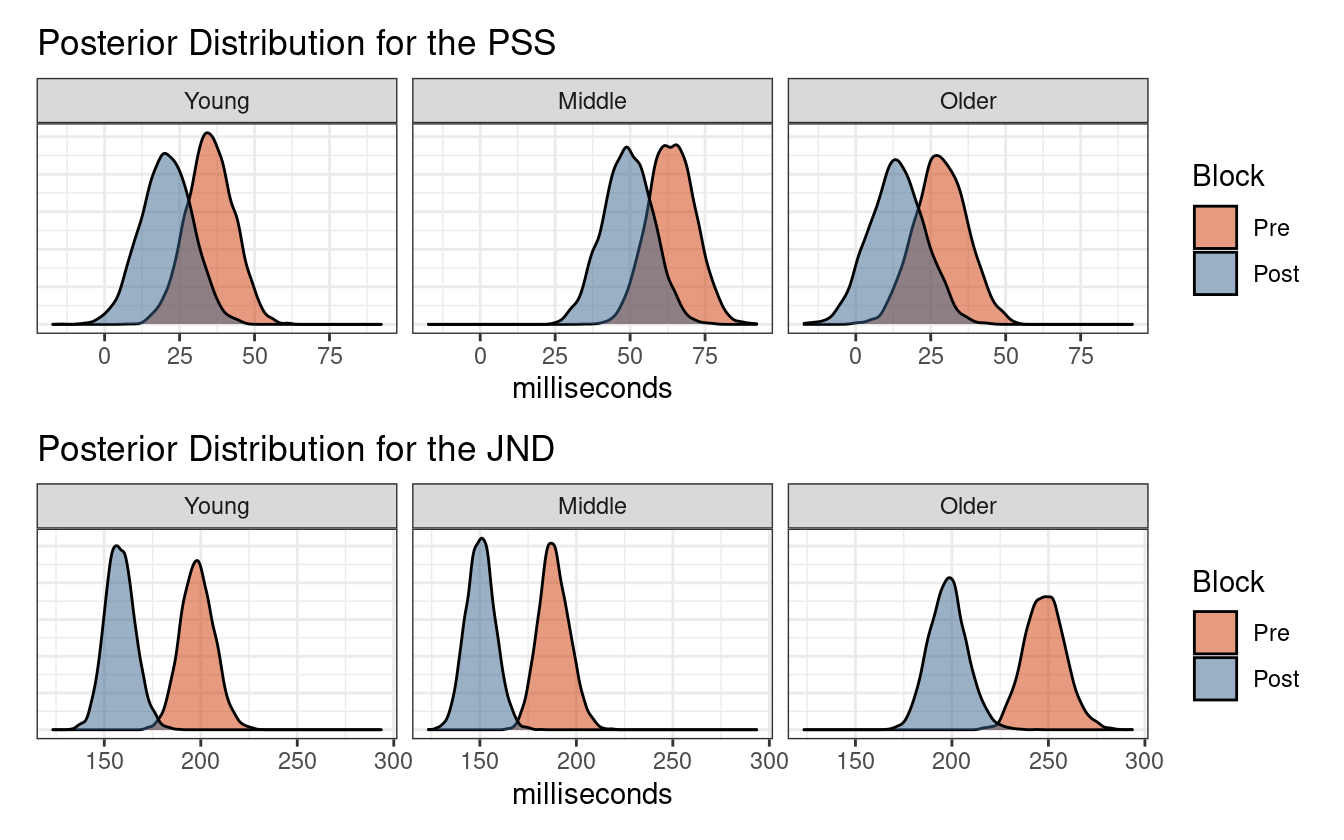 Posterior Distribution for the PSS
Young Middle Older
Block
Pre
Post
0 25 50 75 0 25 50 75 0 25 50 75
milliseconds
Posterior Distribution for the JND
Young Middle Older
Block
Pre
Post
150 200 250 300 150 200 250 300 150 200 250 300
milliseconds